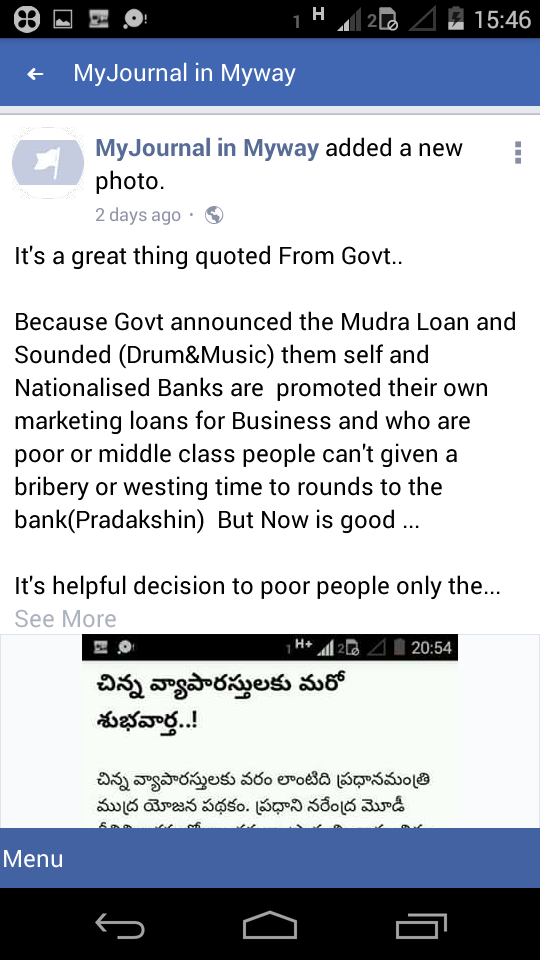 1 H 2 15:46
MyJournal in Myway
MyJournal in Myway added a new
photo.
2 days ago ·
It's a great thing quoted From Govt..
Because Govt announced the Mudra Loan and
Sounded (Drum&Music) them self and
Nationalised Banks are  promoted their own
marketing loans for Business and who are
poor or middle class people can't given a
bribery or westing time to rounds to the
bank(Pradakshin)  But Now is good ...
It's helpful decision to poor people only the...
See More
1 H+ 2 20:54
చిన్న వ్యాపారస్తులకు మరో
శుభవార్త..!
చిన్న వ్యాపారస్తులకు వరం లాంటిది ప్రధానమంత్రి
ముద్ర యోజన పథకం. ప్రధాని నరేంద్ర మోడీ
Menu